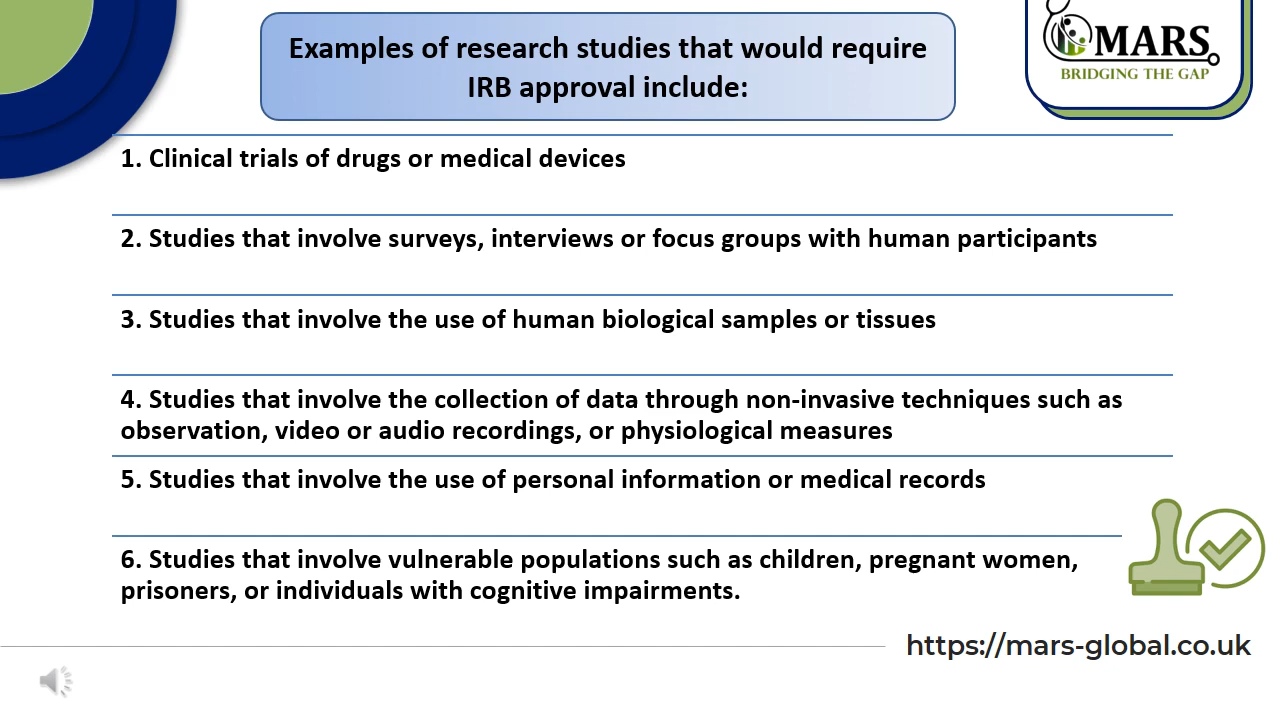 Examples of research studies that would require
IRB approval include:
MARS
BRIDGING THE GAP
1. Clinical trials of drugs or medical devices
2. Studies that involve surveys, interviews or focus groups with human participants
3. Studies that involve the use of human biological samples or tissues
4. Studies that involve the collection of data through non-invasive techniques such as
observation, video or audio recordings, or physiological measures
5. Studies that involve the use of personal information or medical records
6. Studies that involve vulnerable populations such as children, pregnant women,
prisoners, or individuals with cognitive impairments.
https://mars-global.co.uk